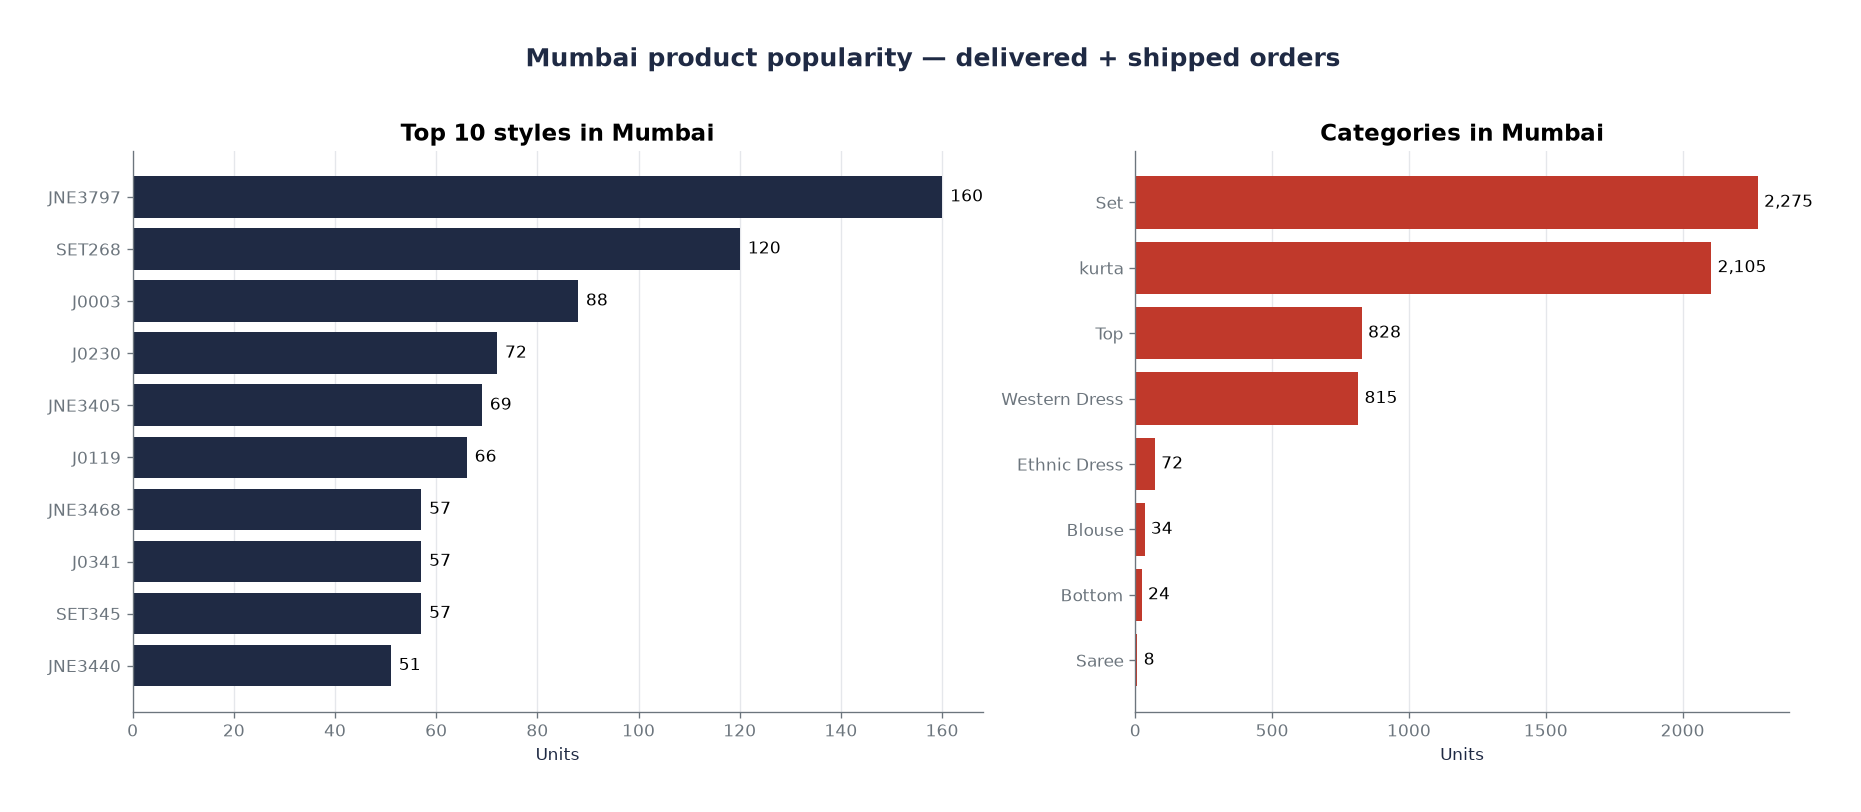 Mumbai product popularity — delivered + shipped orders
Top 10 styles in Mumbai
JNE3797 160
SET268 120
J0003 88
J0230 72
JNE3405 69
J0119 66
JNE3468 57
J0341 57
SET345 57
JNE3440 51
0 20 40 60 80 100 120 140 160
Units
Categories in Mumbai
Set 2,275
kurta 2,105
Top 828
Western Dress 815
Ethnic Dress 72
Blouse 34
Bottom 24
Saree 8
0 500 1000 1500 2000
Units